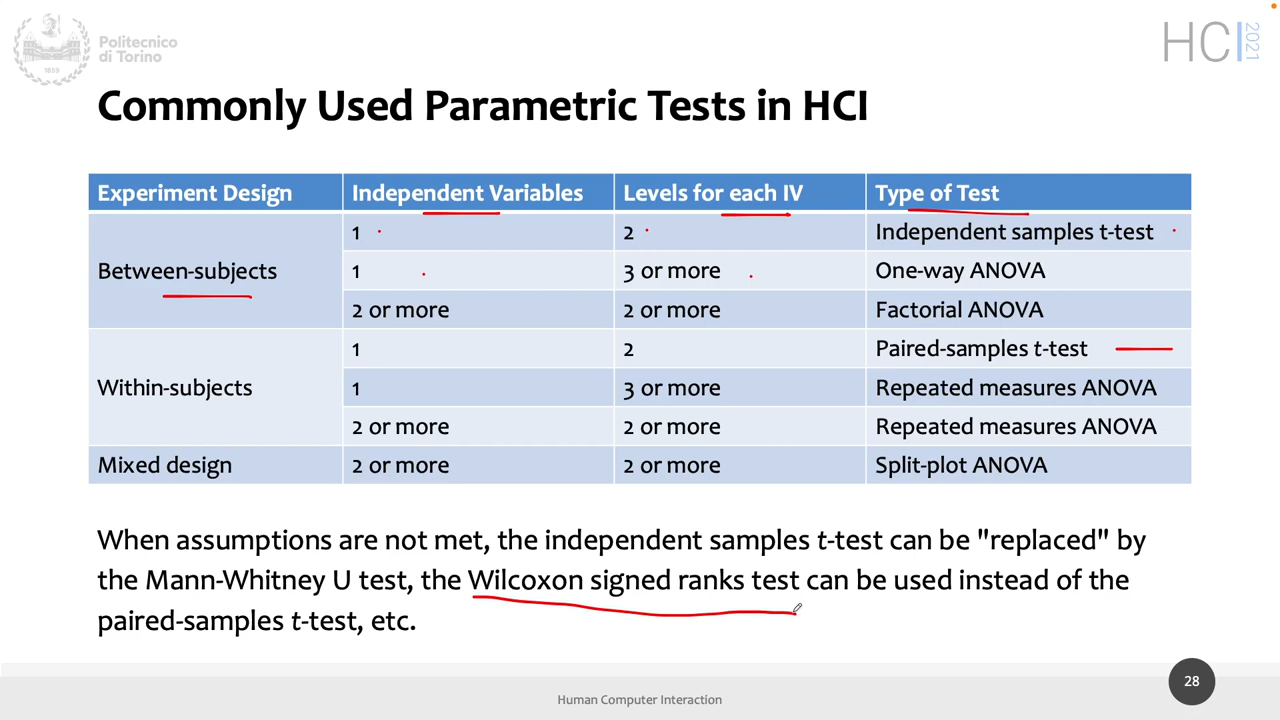 Politecnico
di Torino
1859
HCI
2021
Commonly Used Parametric Tests in HCI
Experiment Design Independent Variables Levels for each IV Type of Test
Between-subjects
1 2 Independent samples t-test
1 3 or more One-way ANOVA
2 or more 2 or more Factorial ANOVA
Within-subjects
1 2 Paired-samples t-test
1 3 or more Repeated measures ANOVA
2 or more 2 or more Repeated measures ANOVA
Mixed design 2 or more 2 or more Split-plot ANOVA
When assumptions are not met, the independent samples t-test can be "replaced" by
the Mann-Whitney U test, the Wilcoxon signed ranks test can be used instead of the
paired-samples t-test, etc.
28
Human Computer Interaction